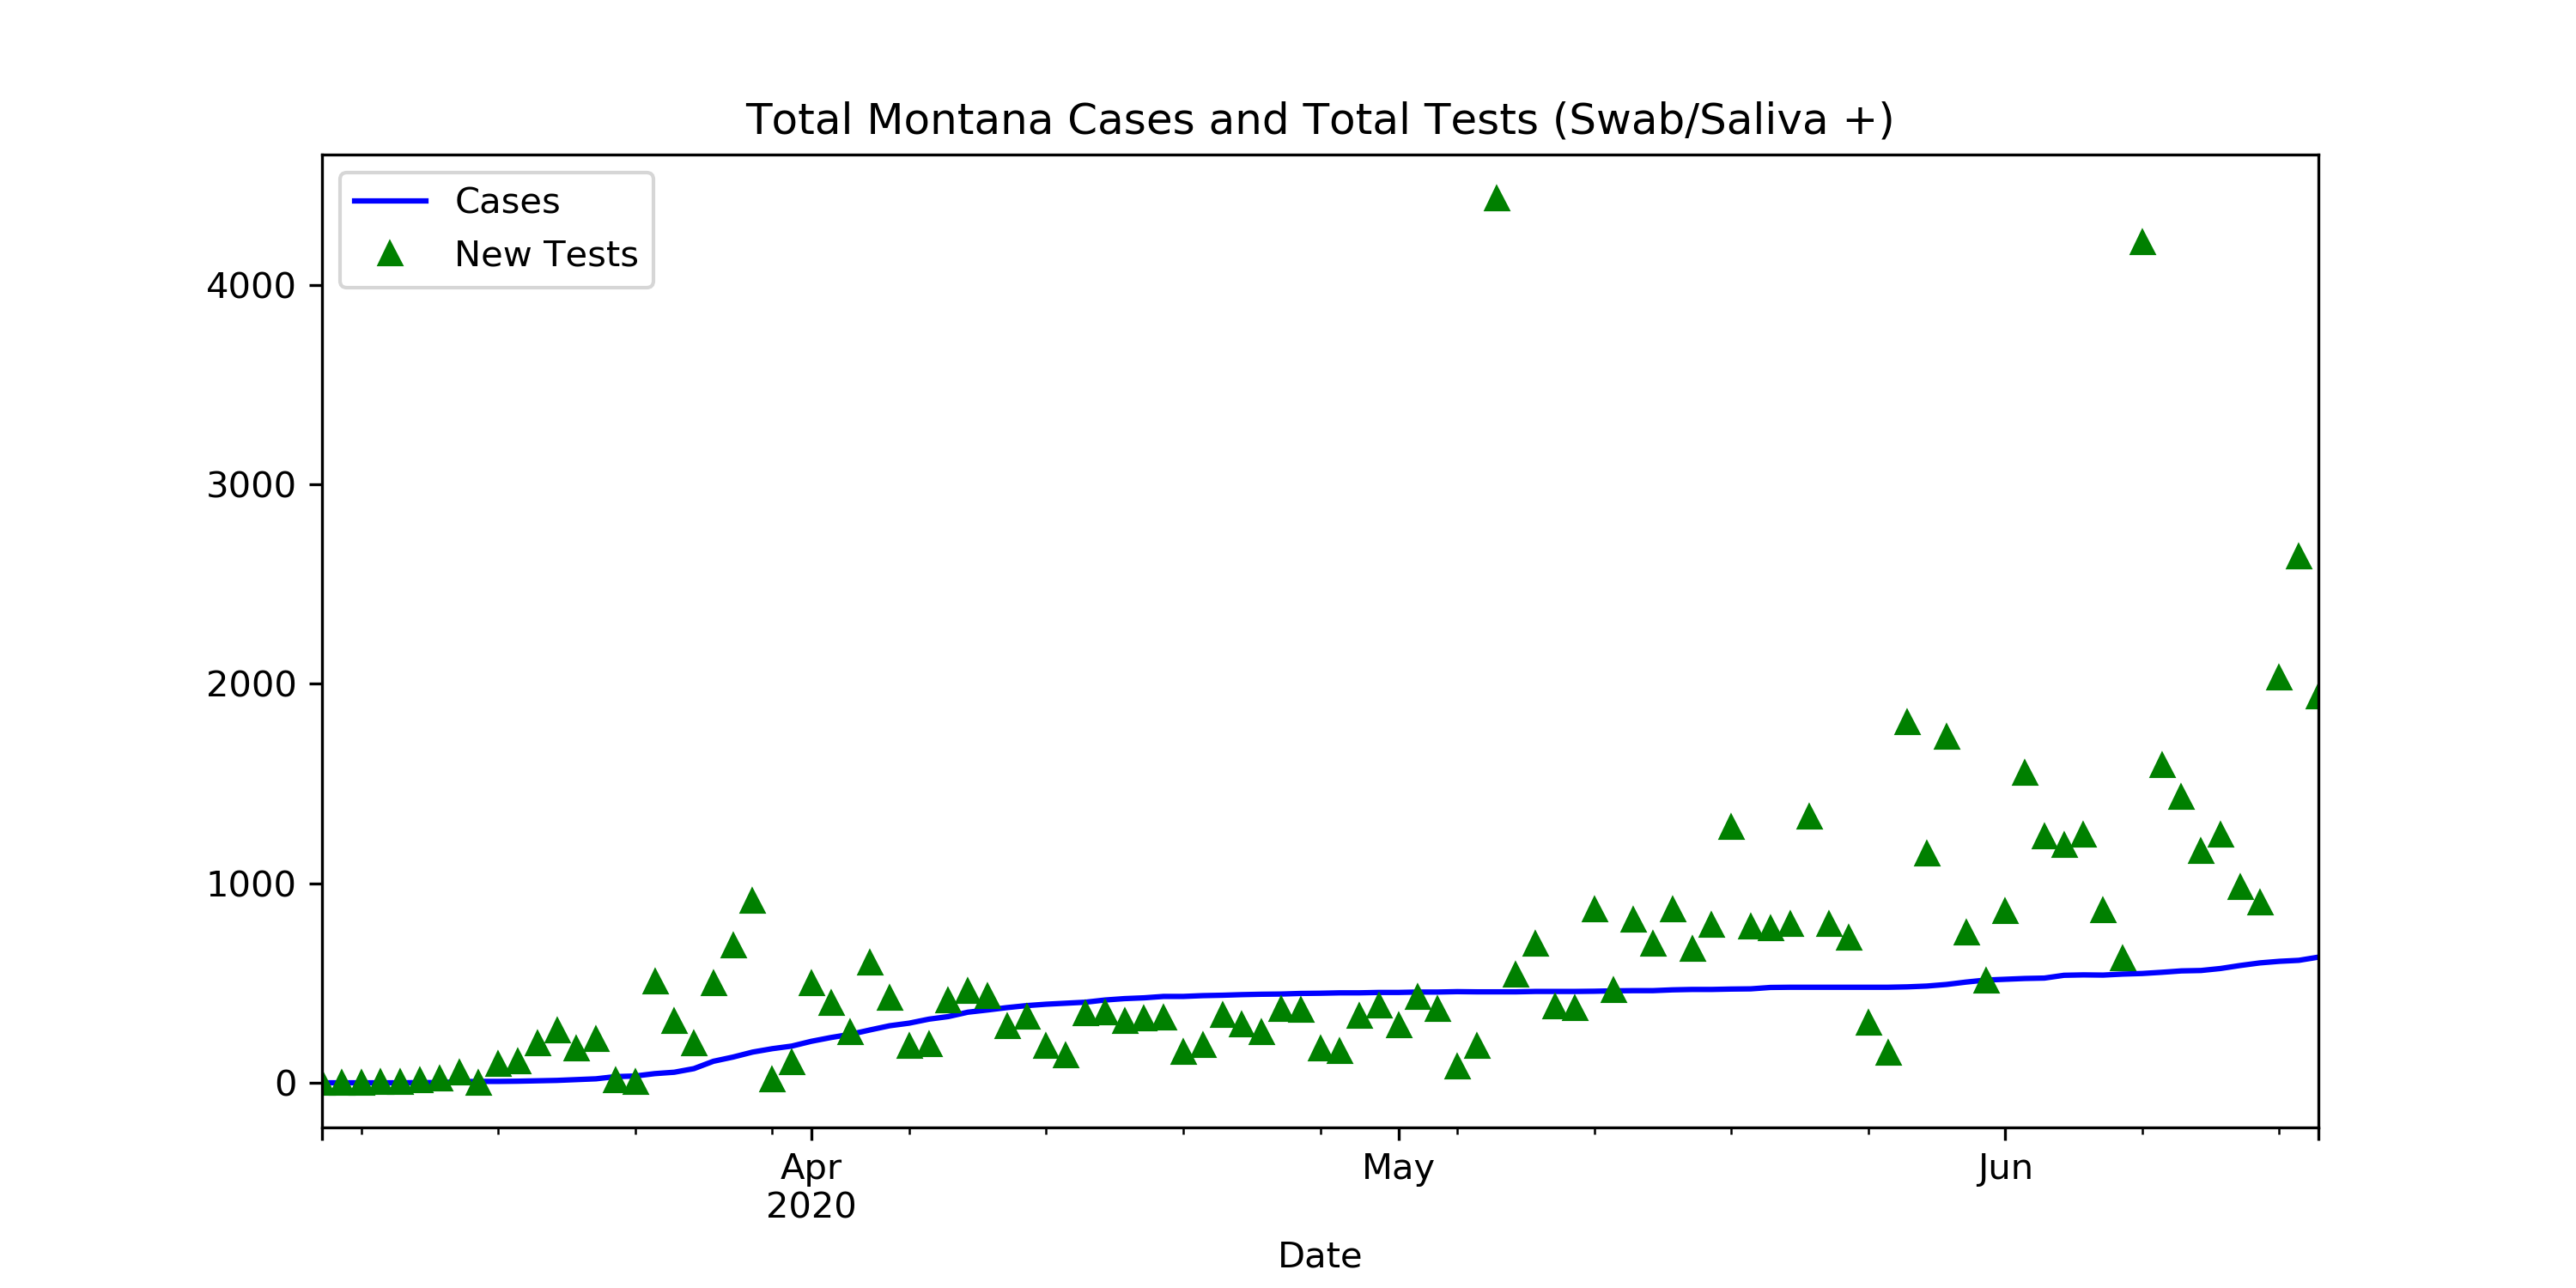 Total Montana Cases and Total Tests (Swab/Saliva +)
Cases
New Tests
4000
3000
2000
1000
0
Apr
2020
May
Jun
Date